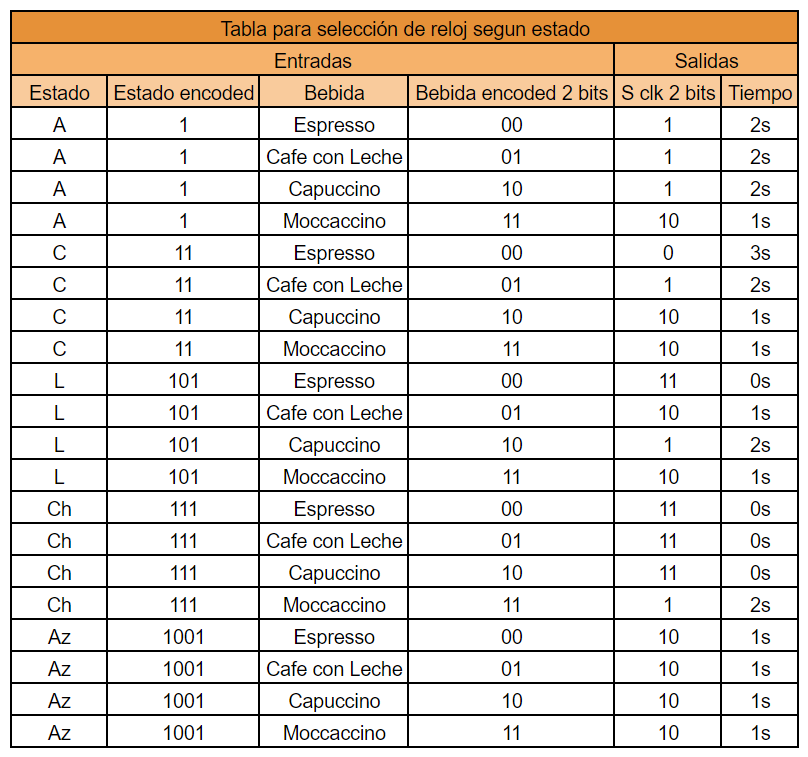 Tabla para selección de reloj segun estado
Entradas Salidas
Estado Estado encoded Bebida Bebida encoded 2 bits S clk 2 bits Tiempo
A 1 Espresso 00 1 2s
A 1 Cafe con Leche 01 1 2s
A 1 Capuccino 10 1 2s
A 1 Moccaccino 11 10 1s
C 11 Espresso 00 0 3s
C 11 Cafe con Leche 01 1 2s
C 11 Capuccino 10 10 1s
C 11 Moccaccino 11 10 1s
L 101 Espresso 00 11 0s
L 101 Cafe con Leche 01 10 1s
L 101 Capuccino 10 1 2s
L 101 Moccaccino 11 10 1s
Ch 111 Espresso 00 11 0s
Ch 111 Cafe con Leche 01 11 0s
Ch 111 Capuccino 10 11 0s
Ch 111 Moccaccino 11 1 2s
Az 1001 Espresso 00 10 1s
Az 1001 Cafe con Leche 01 10 1s
Az 1001 Capuccino 10 10 1s
Az 1001 Moccaccino 11 10 1s